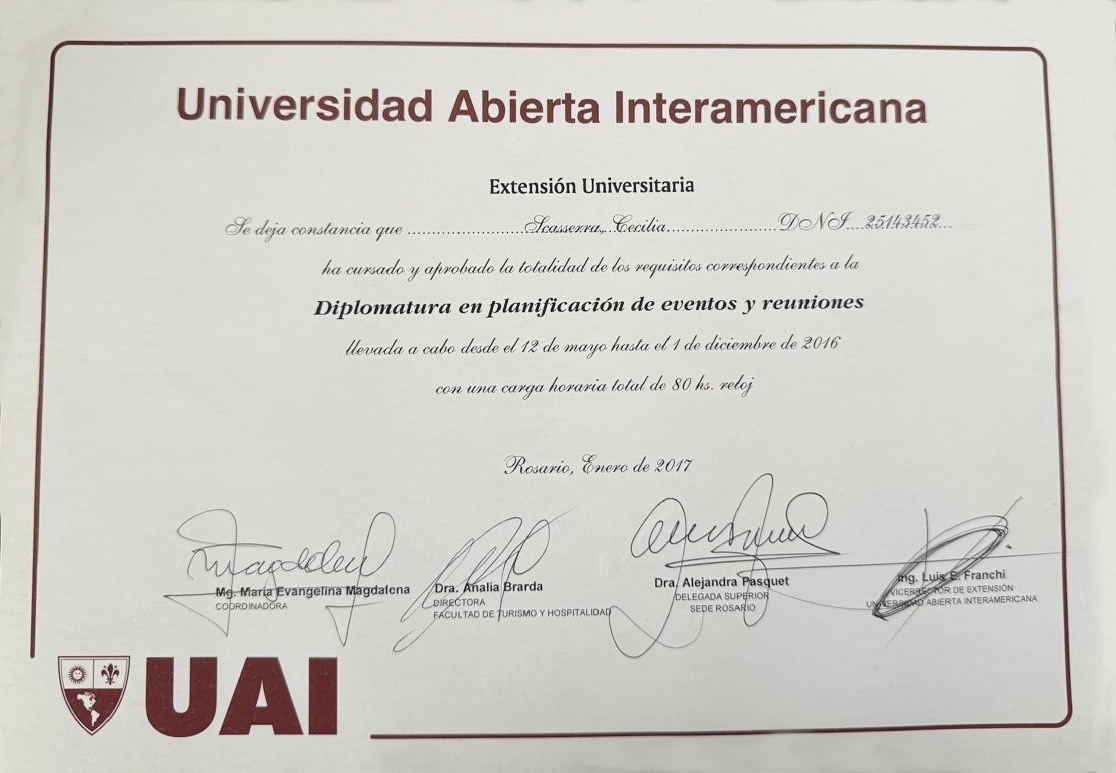 Universidad Abierta Interamericana
Extensión Universitaria
Se deja constancia que ........................Scasserra, Cecilia........................DNI....25143452...
ha cursado y aprobado la totalidad de los requisitos correspondientes a la
Diplomatura en planificación de eventos y reuniones
llevada a cabo desde el 12 de mayo hasta el 1 de diciembre de 2016
con una carga horaria total de 80 hs. reloj
Rosario, Enero de 2017
Mg. María Evangelina Magdalena
COORDINADORA
Dra. Analía Brarda
DIRECTORA
FACULTAD DE TURISMO Y HOSPITALIDAD
Dra. Alejandra Pasquet
DELEGADA SUPERIOR
SEDE ROSARIO
Ing. Luis E. Franchi
VICERRECTOR DE EXTENSIÓN
UNIVERSIDAD ABIERTA INTERAMERICANA
UAI